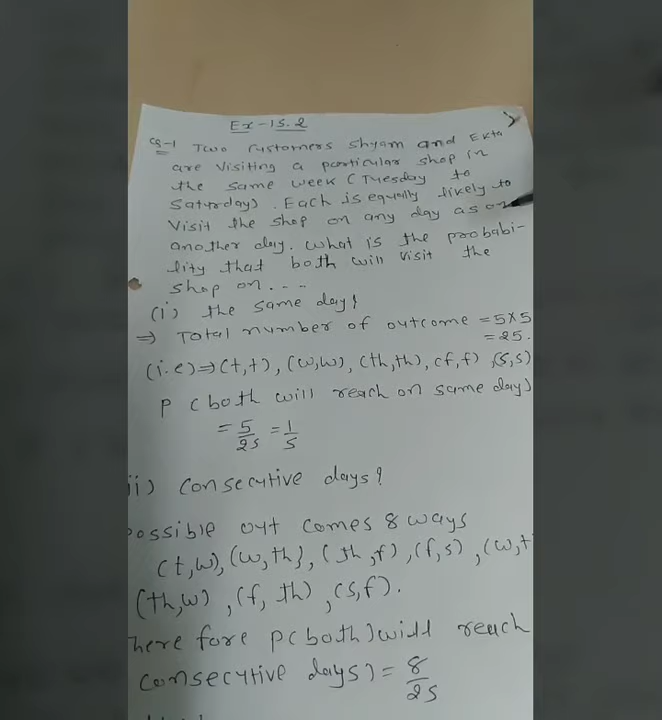 Ex-15.2
Q-1 Two customers Shyam and Ekta
are visiting a particular shop in
the same week (Tuesday to
Saturday). Each is equally likely to
visit the shop on any day as on
another day. What is the probabi-
lity that both will visit the
shop on....
(i) the same day?
⇒ Total number of outcome = 5×5
= 25.
(i.e) ⇒ (t,t), (w,w), (th,th), (f,f), (s,s)
P (both will reach on same day)
= 5/25 = 1/5
ii) Consecutive days?
possible out comes 8 ways
(t,w), (w,th), (th,f), (f,s), (w,t
(th,w), (f,th), (s,f).
There fore P(both) will reach
consecutive days) = 8/25